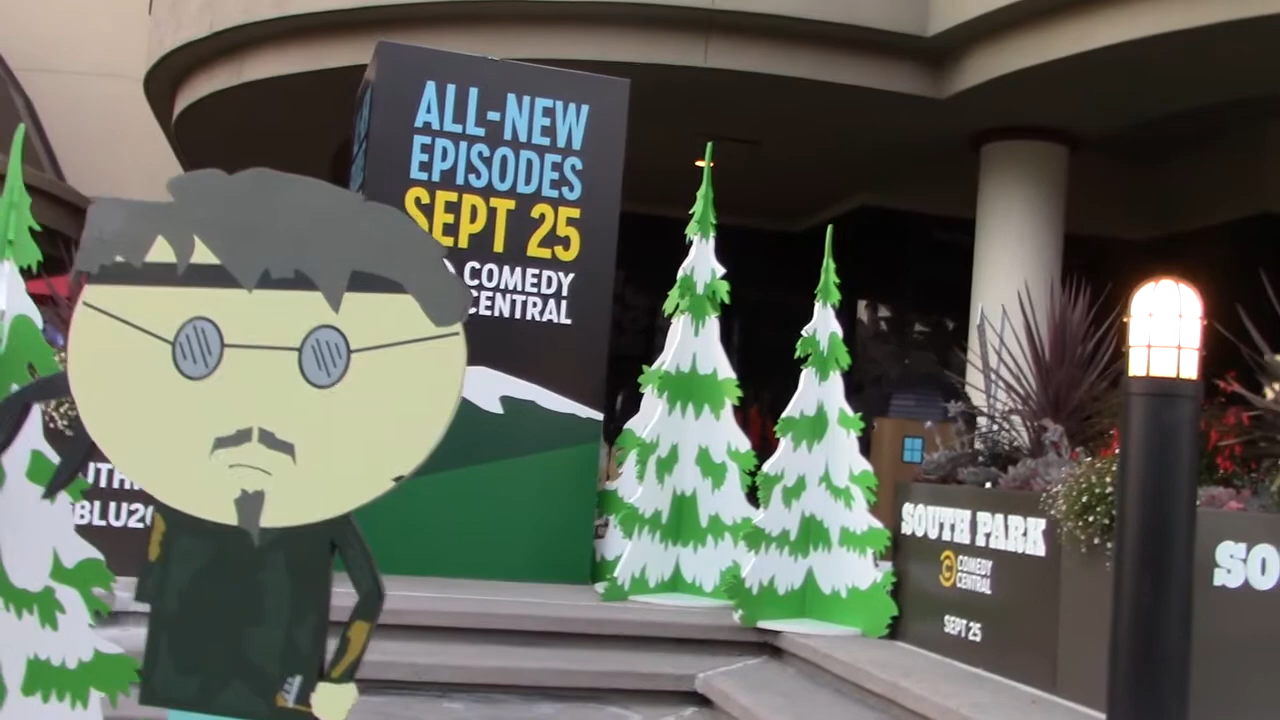 ALL-NEW
EPISODES
SEPT 25
COMEDY
CENTRAL
SOUTH PARK
COMEDY
CENTRAL
SEPT 25
SO